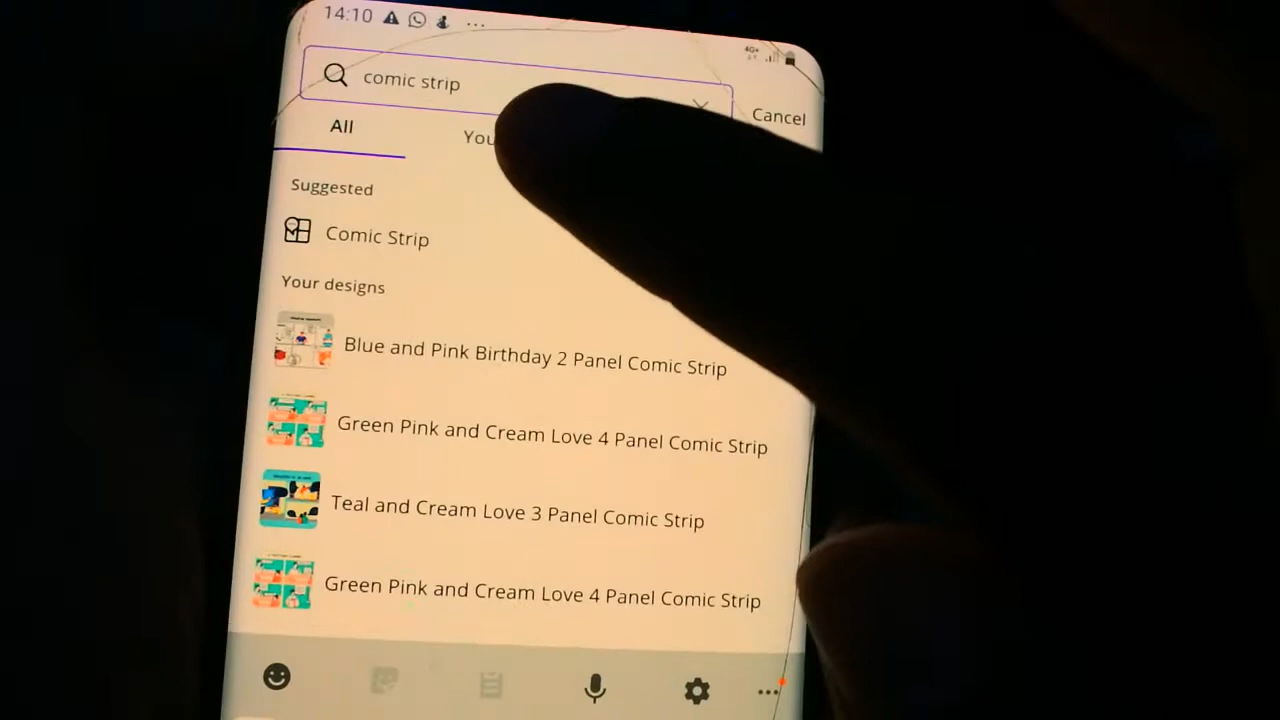 14:10
4G+
comic strip
Cancel
All
Suggested
Comic Strip
Your designs
Blue and Pink Birthday 2 Panel Comic Strip
Green Pink and Cream Love 4 Panel Comic Strip
Teal and Cream Love 3 Panel Comic Strip
Green Pink and Cream Love 4 Panel Comic Strip